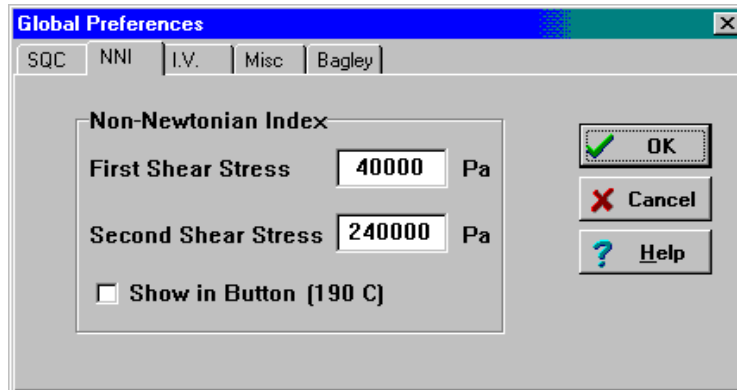 Global Preferences
SQC NNI I.V. Misc Bagley
Non-Newtonian Index
First Shear Stress 40000 Pa
Second Shear Stress 240000 Pa
Show in Button (190 C)
OK
Cancel
Help